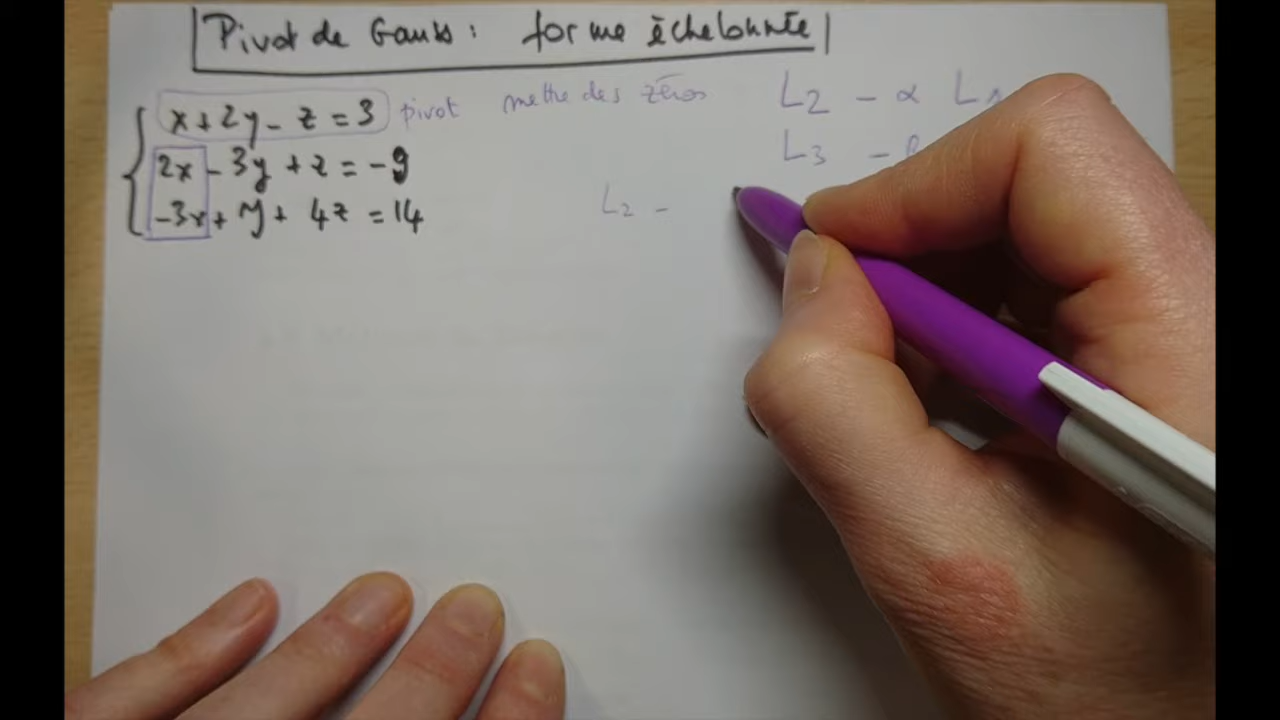 Pivot de Gauss : forme échelonnée
x + 2y - z = 3 pivot mettre des zéros L2 - α L1
2x - 3y + z = -9 L3 - β
-3x + y + 4z = 14 L2 -